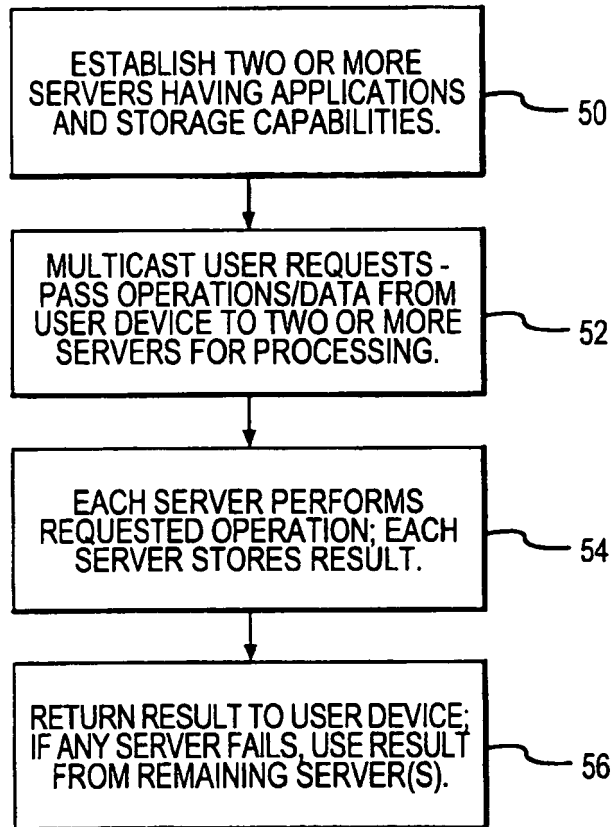 ESTABLISH TWO OR MORE
SERVERS HAVING APPLICATIONS
AND STORAGE CAPABILITIES.
50
MULTICAST USER REQUESTS -
PASS OPERATIONS/DATA FROM
USER DEVICE TO TWO OR MORE
SERVERS FOR PROCESSING.
52
EACH SERVER PERFORMS
REQUESTED OPERATION; EACH
SERVER STORES RESULT.
54
RETURN RESULT TO USER DEVICE;
IF ANY SERVER FAILS, USE RESULT
FROM REMAINING SERVER(S).
56